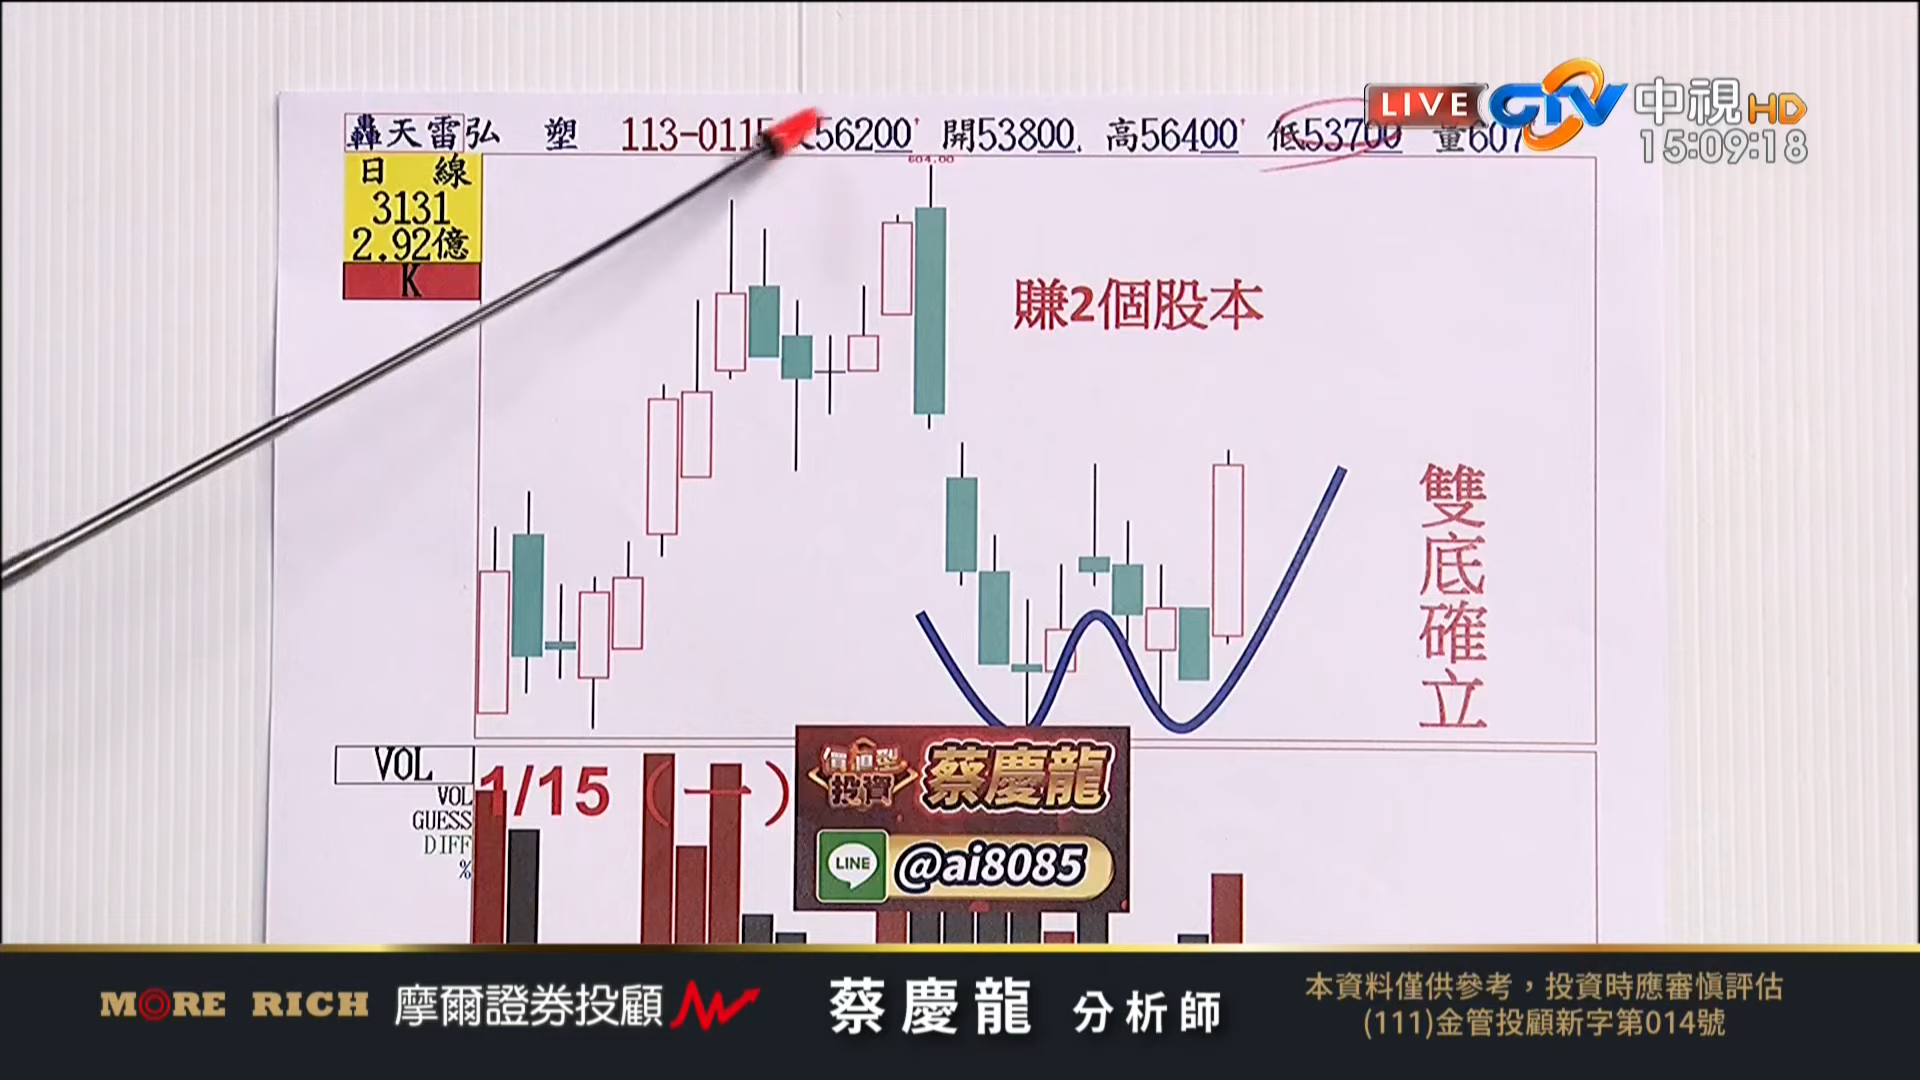 LIVE CTV 中視HD
15:09:18
轟天雷弘 塑 113-0115 56200 開53800 高56400 低53700 量607
604.00
日 線
3131
2.92億
K
賺2個股本
雙底確立
VOL
VOL
GUESS
DIFF
%
1/15（一）
價值型
投資
蔡慶龍
LINE @ai8085
MORE RICH 摩爾證券投顧
蔡慶龍 分析師
本資料僅供參考，投資時應審慎評估
(111)金管投顧新字第014號